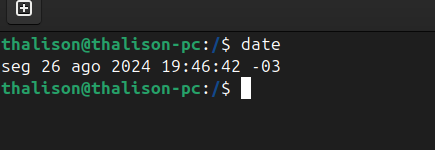 thalison@thalison-pc:/$ date
seg 26 ago 2024 19:46:42 -03
thalison@thalison-pc:/$